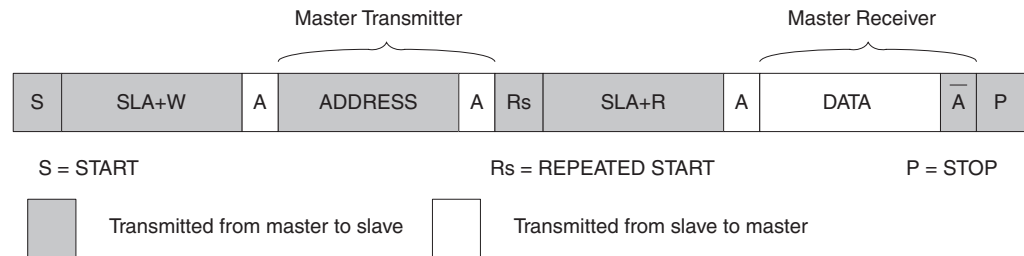 Master Transmitter Master Receiver
S SLA+W A ADDRESS A Rs SLA+R A DATA A̅ P
S = START Rs = REPEATED START P = STOP
Transmitted from master to slave Transmitted from slave to master